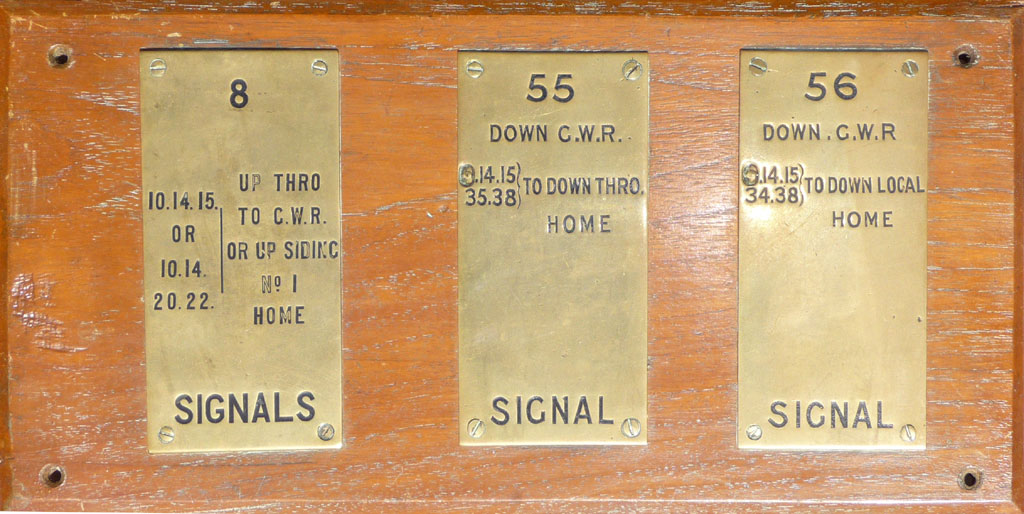 8
10.14.15.
OR
10.14.
20.22.
UP THRO
TO G.W.R.
OR UP SIDING
Nº 1
HOME
SIGNALS
55
DOWN G.W.R.
.14.15
35.38
TO DOWN THRO.
HOME
SIGNAL
56
DOWN.G.W.R
.14.15
34.38
TO DOWN LOCAL
HOME
SIGNAL